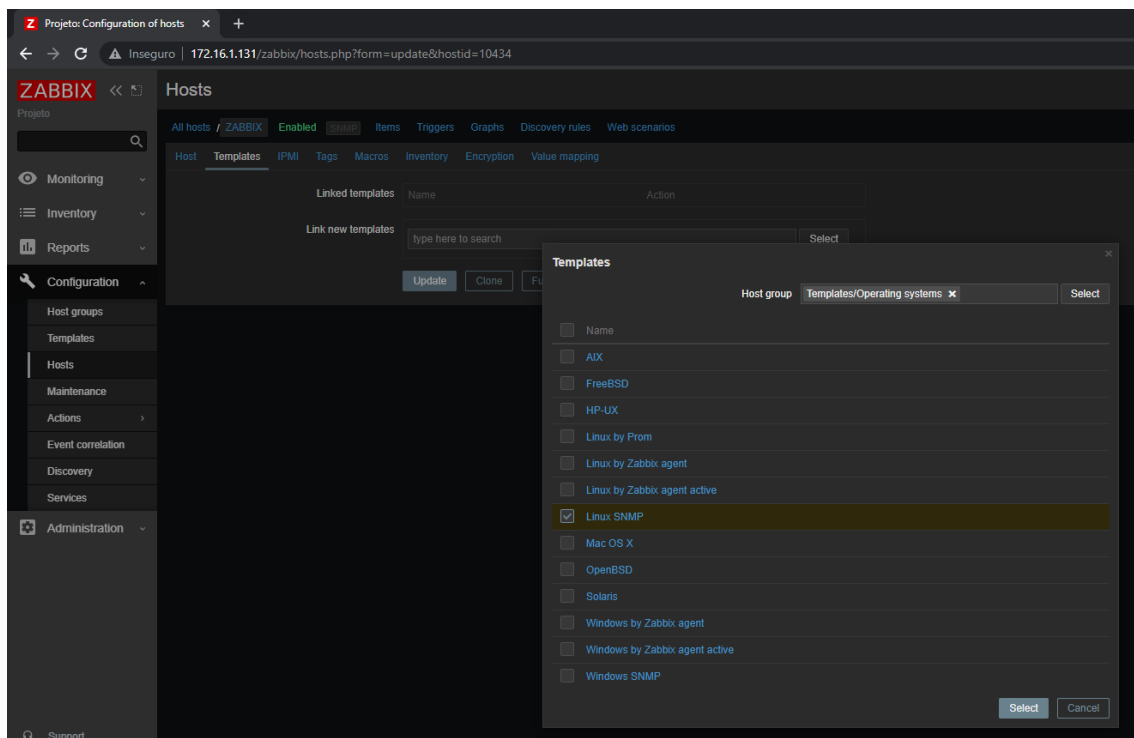 Z Projeto: Configuration of hosts × +
Inseguro | 172.16.1.131/zabbix/hosts.php?form=update&hostid=10434
ZABBIX
Projeto
Monitoring
Inventory
Reports
Configuration
Host groups
Templates
Hosts
Maintenance
Actions
Event correlation
Discovery
Services
Administration
Support
Hosts
All hosts / ZABBIX Enabled SNMP Items Triggers Graphs Discovery rules Web scenarios
Host Templates IPMI Tags Macros Inventory Encryption Value mapping
Linked templates Name Action
Link new templates type here to search Select
Update Clone Fu
Templates ×
Host group Templates/Operating systems × Select
Name
AIX
FreeBSD
HP-UX
Linux by Prom
Linux by Zabbix agent
Linux by Zabbix agent active
Linux SNMP
Mac OS X
OpenBSD
Solaris
Windows by Zabbix agent
Windows by Zabbix agent active
Windows SNMP
Select Cancel